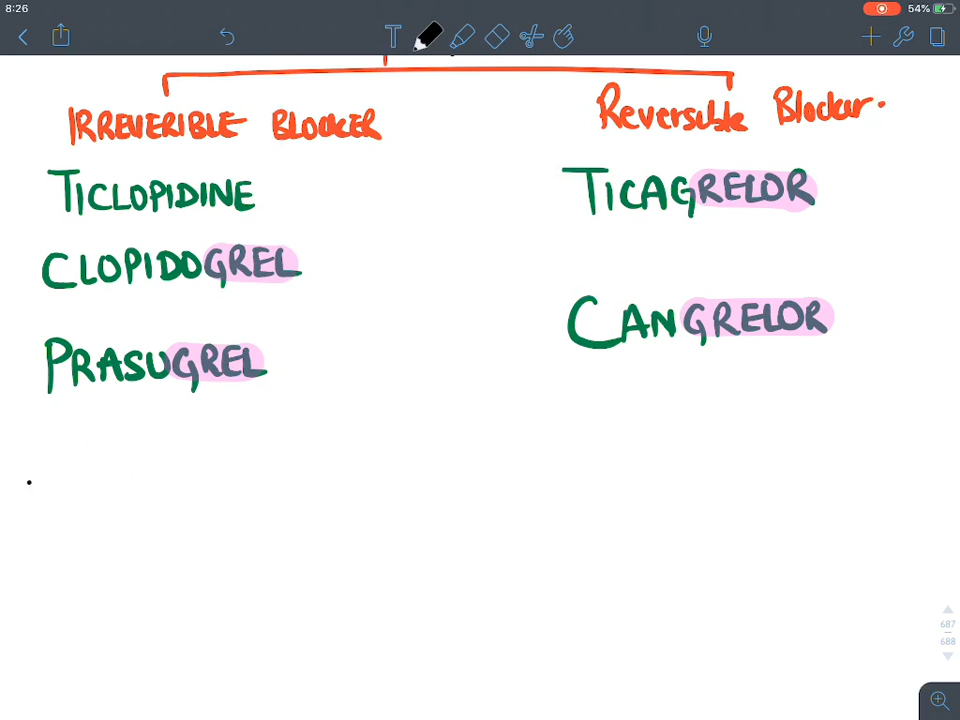 8:26
54%
T
IRREVERIBLE BLOCKER
Reversible Blocker.
TICLOPIDINE
TICAGRELOR
CLOPIDOGREL
CANGRELOR
PRASUGREL
687
688